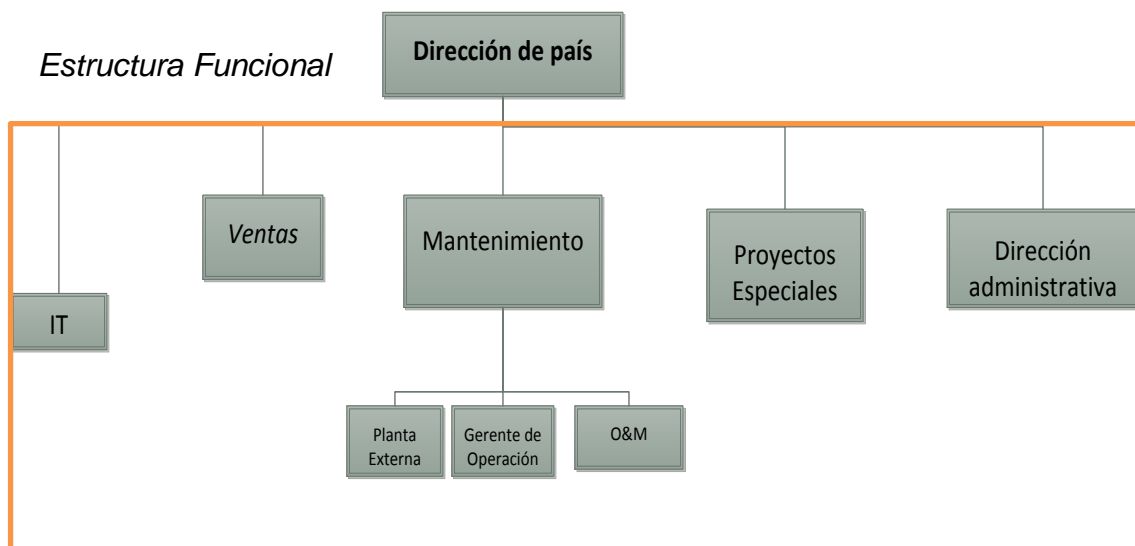 Estructura Funcional
Dirección de país
Ventas
Mantenimiento
Proyectos
Especiales
Dirección
administrativa
IT
Planta
Externa
Gerente de
Operación
O&M